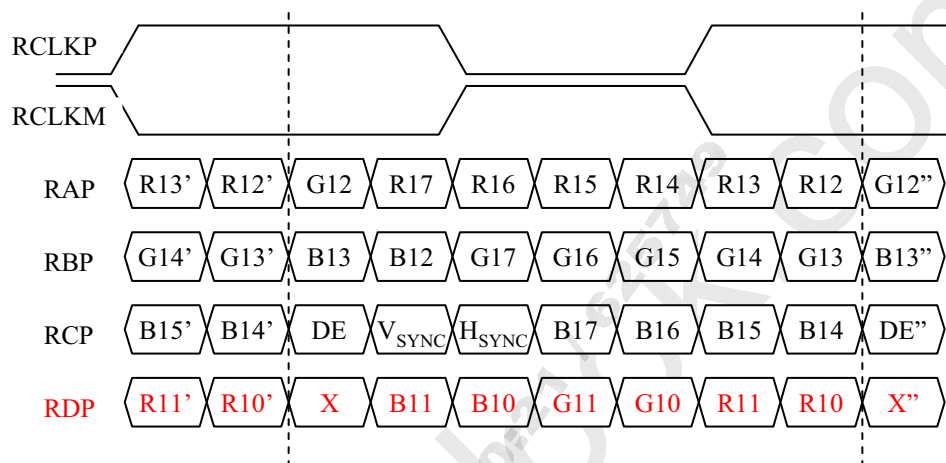 RCLKP
RCLKM
RAP R13’ R12’ G12 R17 R16 R15 R14 R13 R12 G12”
RBP G14’ G13’ B13 B12 G17 G16 G15 G14 G13 B13”
RCP B15’ B14’ DE VSYNC HSYNC B17 B16 B15 B14 DE”
RDP R11’ R10’ X B11 B10 G11 G10 R11 R10 X”